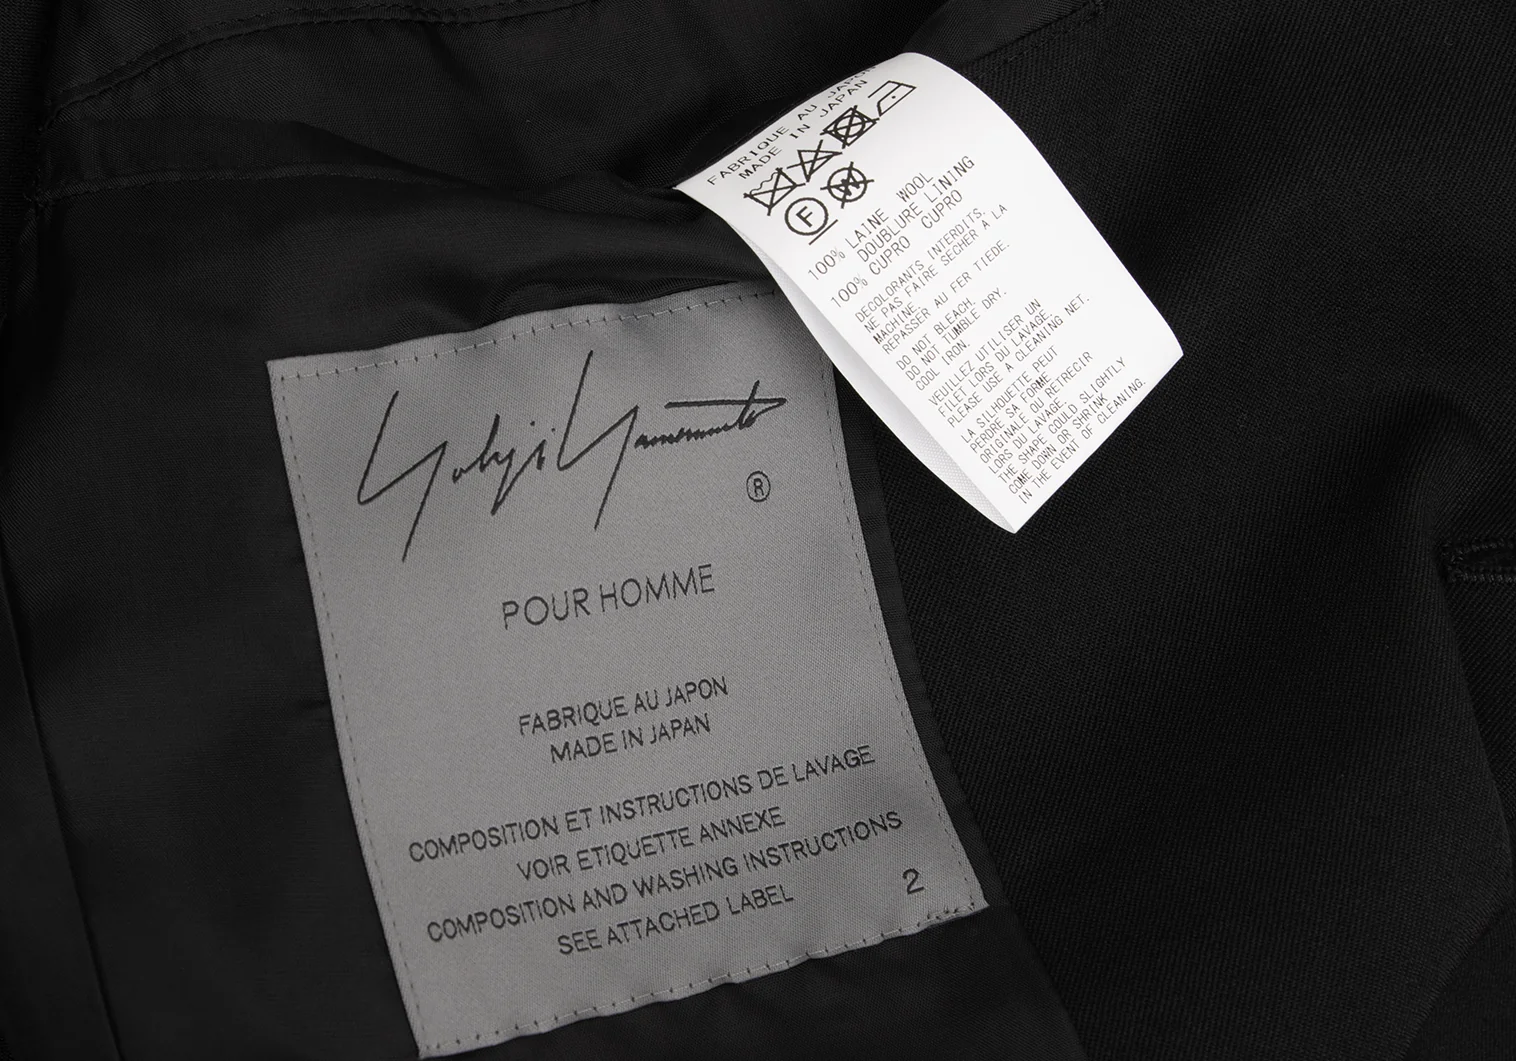 Yohji Yamamoto
®
POUR HOMME
FABRIQUE AU JAPON
MADE IN JAPAN
COMPOSITION ET INSTRUCTIONS DE LAVAGE
VOIR ETIQUETTE ANNEXE
COMPOSITION AND WASHING INSTRUCTIONS
SEE ATTACHED LABEL
2
FABRIQUE AU JAPON
MADE IN JAPAN
F W
100% LAINE WOOL
DOUBLURE LINING
100% CUPRO CUPRO
DECOLORANTS INTERDITS.
NE PAS FAIRE SECHER À LA
MACHINE.
REPASSER AU FER TIEDE.
DO NOT BLEACH.
DO NOT TUMBLE DRY.
COOL IRON.
VEUILLEZ UTILISER UN
FILET LORS DU LAVAGE.
PLEASE USE A CLEANING NET.
LA SILHOUETTE PEUT
PERDRE SA FORME
ORIGINALE OU RETRECIR
LORS DU LAVAGE.
THE SHAPE COULD SLIGHTLY
COME DOWN OR SHRINK
IN THE EVENT OF CLEANING.